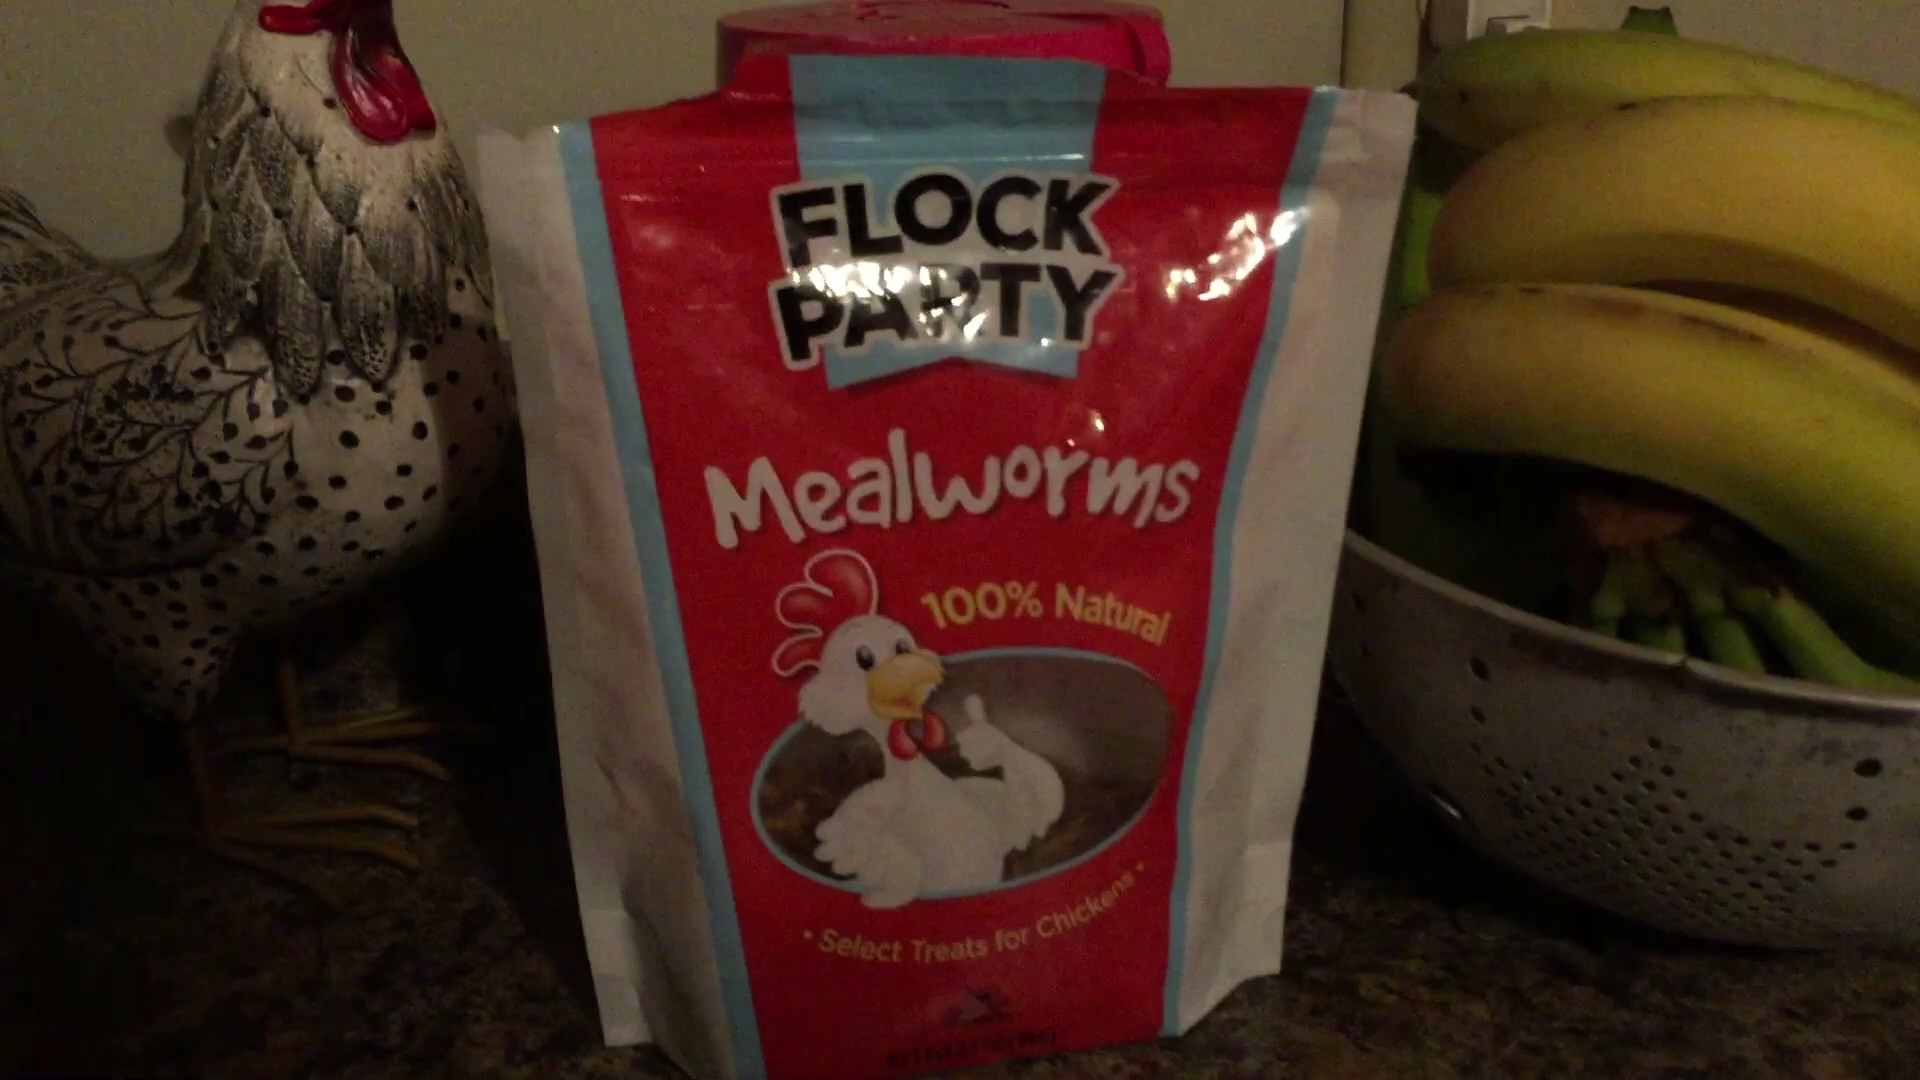 FLOCK
PARTY
Mealworms
100% Natural
• Select Treats for Chickens •